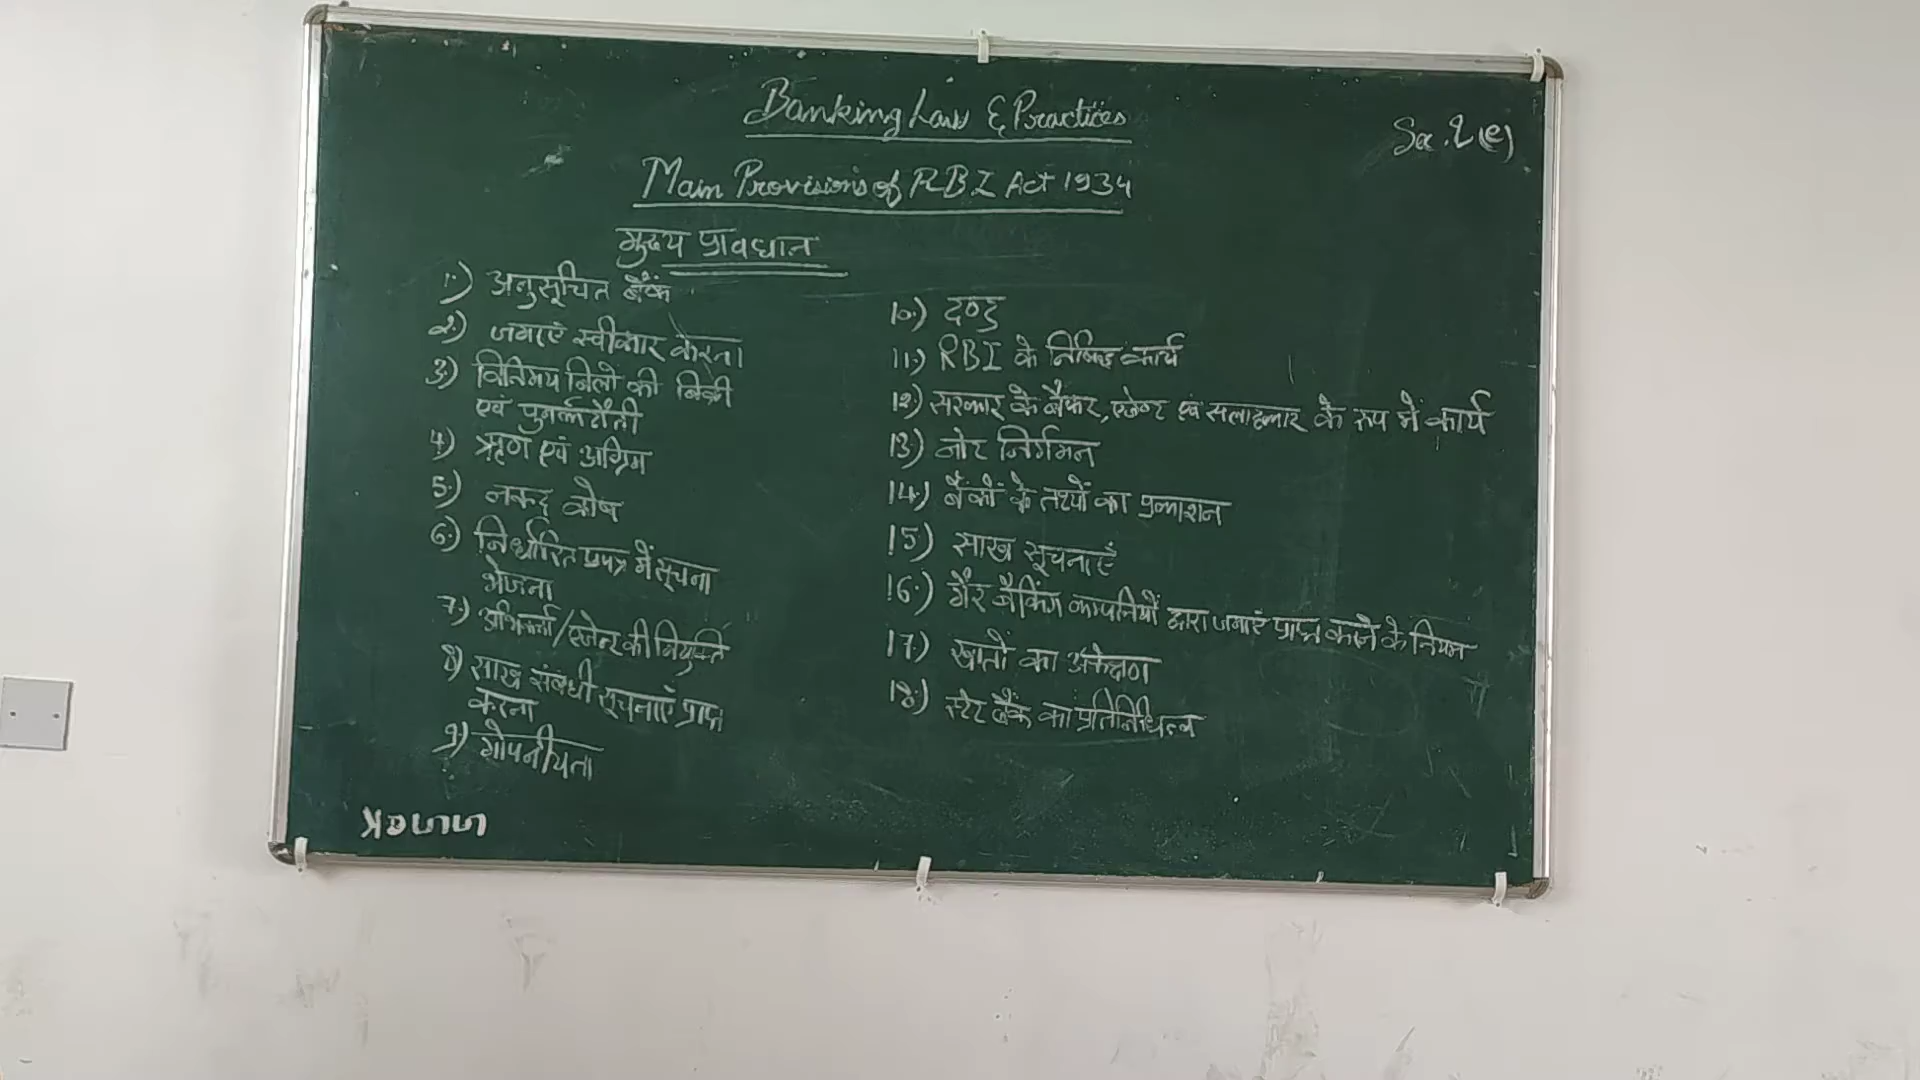 Banking Law & Practices
Sec. 2(e)
Main Provisions of R.B.I Act 1934
मुख्य प्रावधान
1.) अनुसूचित बैंक
2.) जमाएं स्वीकार करना
3.) विनिमय बिलों की बिक्री
एवं पुनर्कटौती
4.) ऋण एवं अग्रिम
5.) नकद कोष
6.) निर्धारित प्रपत्र में सूचना
भेजना
7.) अभिकर्ता/एजेन्ट की नियुक्ति
8.) साख संबंधी सूचनाएं प्राप्त
करना
9.) गोपनीयता
10.) दण्ड
11.) RBI के निषिद्ध कार्य
12.) सरकार के बैंकर, एजेण्ट एवं सलाहकार के रूप में कार्य
13.) नोट निर्गमन
14.) बैंकों के तथ्यों का प्रकाशन
15.) साख सूचनाएँ
16.) गैर बैंकिंग कम्पनियों द्वारा जमाएं प्राप्त करने के नियम
17.) खातों का अंकेक्षण
18.) स्टेट बैंक का प्रतिनिधित्व